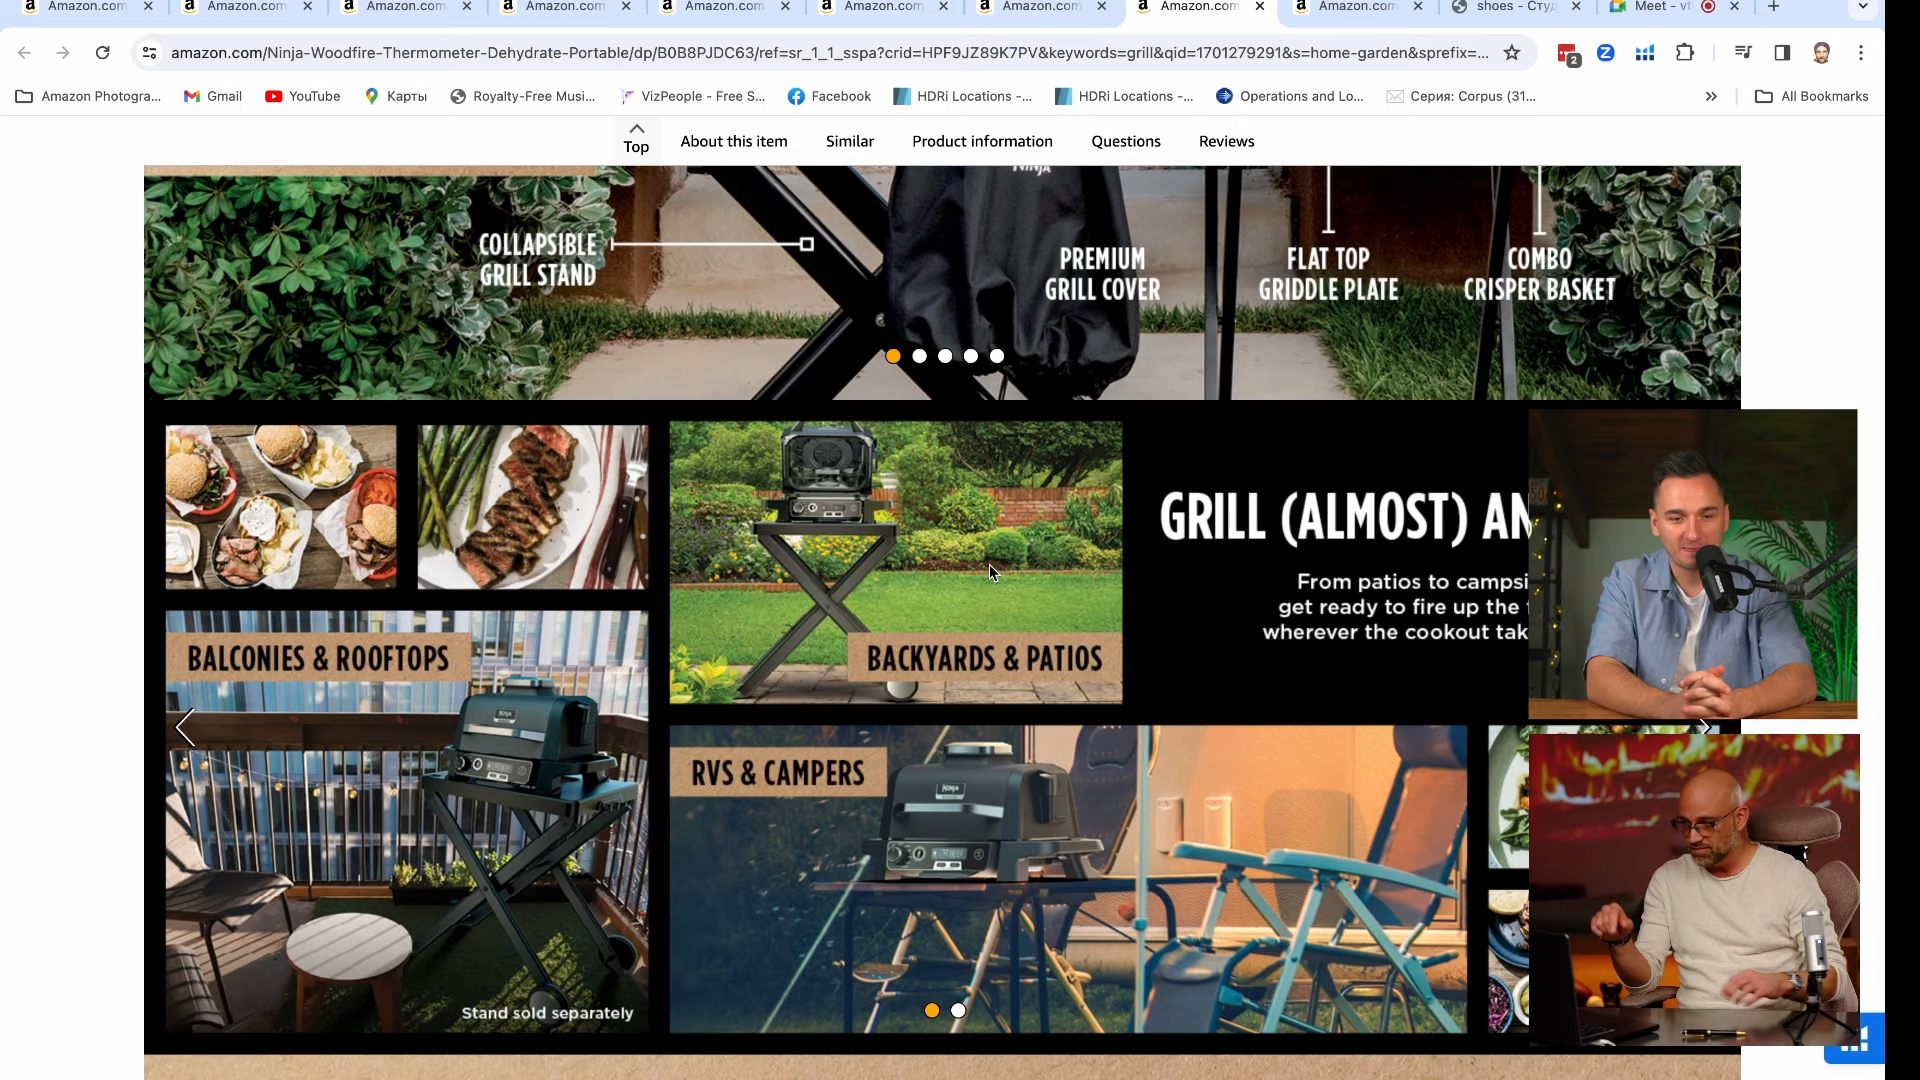 Amazon.com
Amazon.com
Amazon.com
Amazon.com
Amazon.com
Amazon.com
Amazon.com
Amazon.com
Amazon.com
shoes - Студ
Meet - vt
amazon.com/Ninja-Woodfire-Thermometer-Dehydrate-Portable/dp/B0B8PJDC63/ref=sr_1_1_sspa?crid=HPF9JZ89K7PV&keywords=grill&qid=1701279291&s=home-garden&sprefix=...
2
Amazon Photogra...
Gmail
YouTube
Карты
Royalty-Free Musi...
VizPeople - Free S...
Facebook
HDRi Locations -...
HDRi Locations -...
Operations and Lo...
Серия: Corpus (31...
All Bookmarks
Top
About this item
Similar
Product information
Questions
Reviews
NINJA
COLLAPSIBLE
GRILL STAND
PREMIUM
GRILL COVER
FLAT TOP
GRIDDLE PLATE
COMBO
CRISPER BASKET
GRILL (ALMOST) AN
From patios to campsi
get ready to fire up the
wherever the cookout tak
BACKYARDS & PATIOS
BALCONIES & ROOFTOPS
NINJA
Stand sold separately
RVS & CAMPERS
NINJA